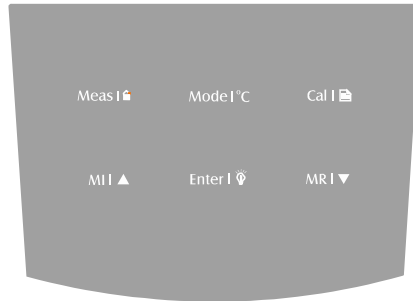 Meas | Mode | °C Cal |
MI | ▲ Enter | MR | ▼